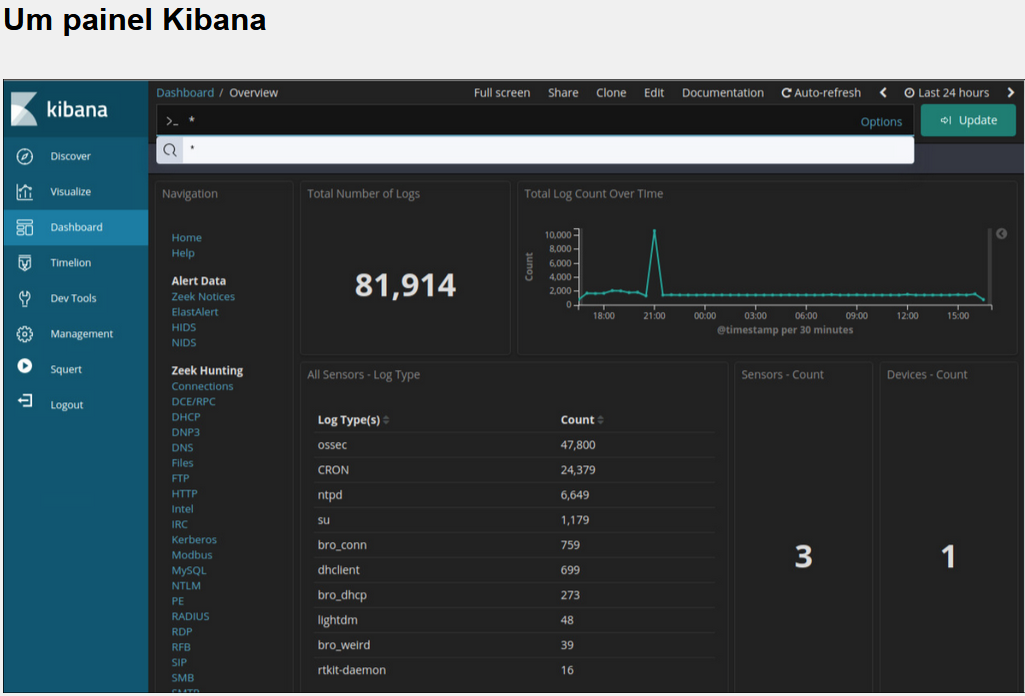 Um painel Kibana
kibana
Discover
Visualize
Dashboard
Timelion
Dev Tools
Management
Squert
Logout
Dashboard / Overview
Full screen Share Clone Edit Documentation Auto-refresh Last 24 hours
>_ *
Options
Update
*
Navigation
Home
Help
Alert Data
Zeek Notices
ElastAlert
HIDS
NIDS
Zeek Hunting
Connections
DCE/RPC
DHCP
DNP3
DNS
Files
FTP
HTTP
Intel
IRC
Kerberos
Modbus
MySQL
NTLM
PE
RADIUS
RDP
RFB
SIP
SMB
SMTP
Total Number of Logs
81,914
Total Log Count Over TIme
Count
10,000
8,000
6,000
4,000
2,000
0
18:00 21:00 00:00 03:00 06:00 09:00 12:00 15:00
@timestamp per 30 minutes
All Sensors - Log Type
Log Type(s) Count
ossec 47,800
CRON 24,379
ntpd 6,649
su 1,179
bro_conn 759
dhclient 699
bro_dhcp 273
lightdm 48
bro_weird 39
rtkit-daemon 16
Sensors - Count
3
Devices - Count
1